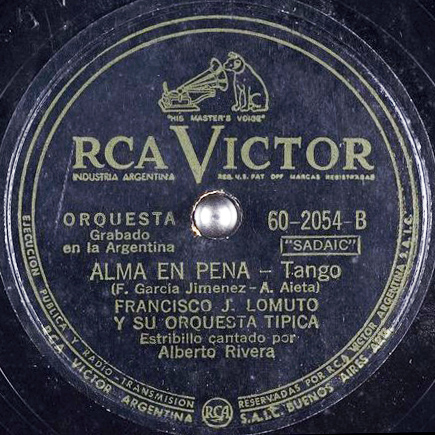 "HIS MASTER'S VOICE"
RCA VICTOR
INDUSTRIA ARGENTINA
REG. U.S. PAT OFF MARCAS REGISTRADAS
ORQUESTA
Grabado
en la Argentina
60-2054-B
"SADAIC"
ALMA EN PENA - Tango
(F. García Jimenez - A. Aieta)
FRANCISCO J. LOMUTO
Y SU ORQUESTA TIPICA
Estribillo cantado por
Alberto Rivera
EJECUCION PUBLICA Y RADIO-TRANSMISION
RESERVADAS POR R.C.A. VICTOR ARGENTINA S.A.I.C.
RCA VICTOR ARGENTINA
RCA
S.A.I.C. BUENOS AIRES